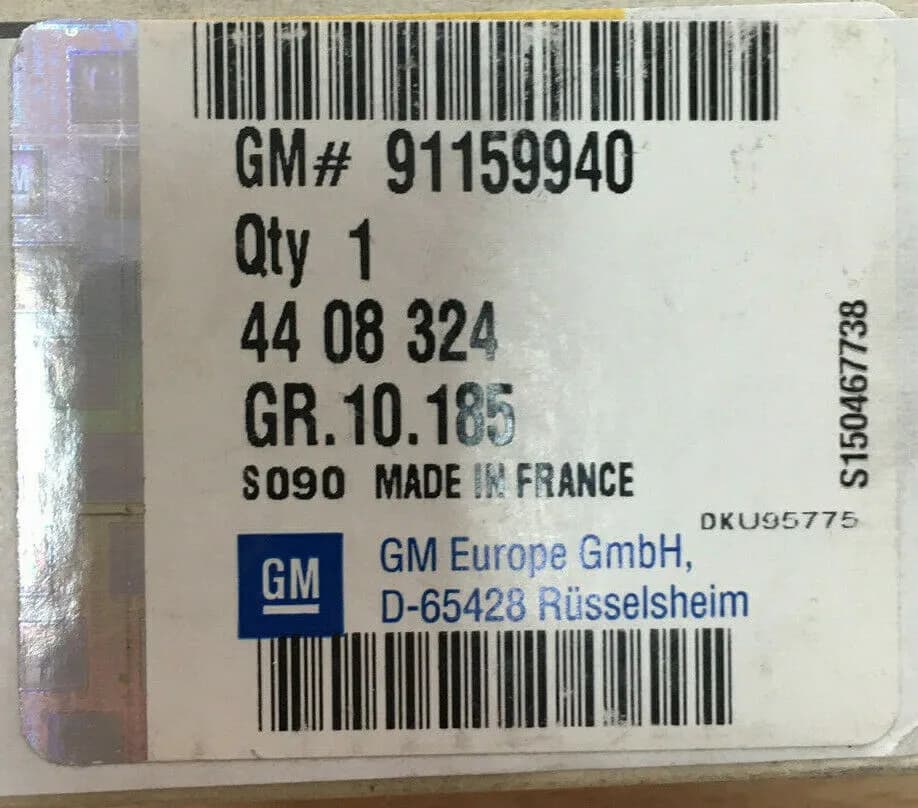 GM# 91159940
Qty 1
44 08 324
GR.10.185
S090 MADE IN FRANCE
S150467738
DKU95775
GM
GM Europe GmbH,
D-65428 Rüsselsheim